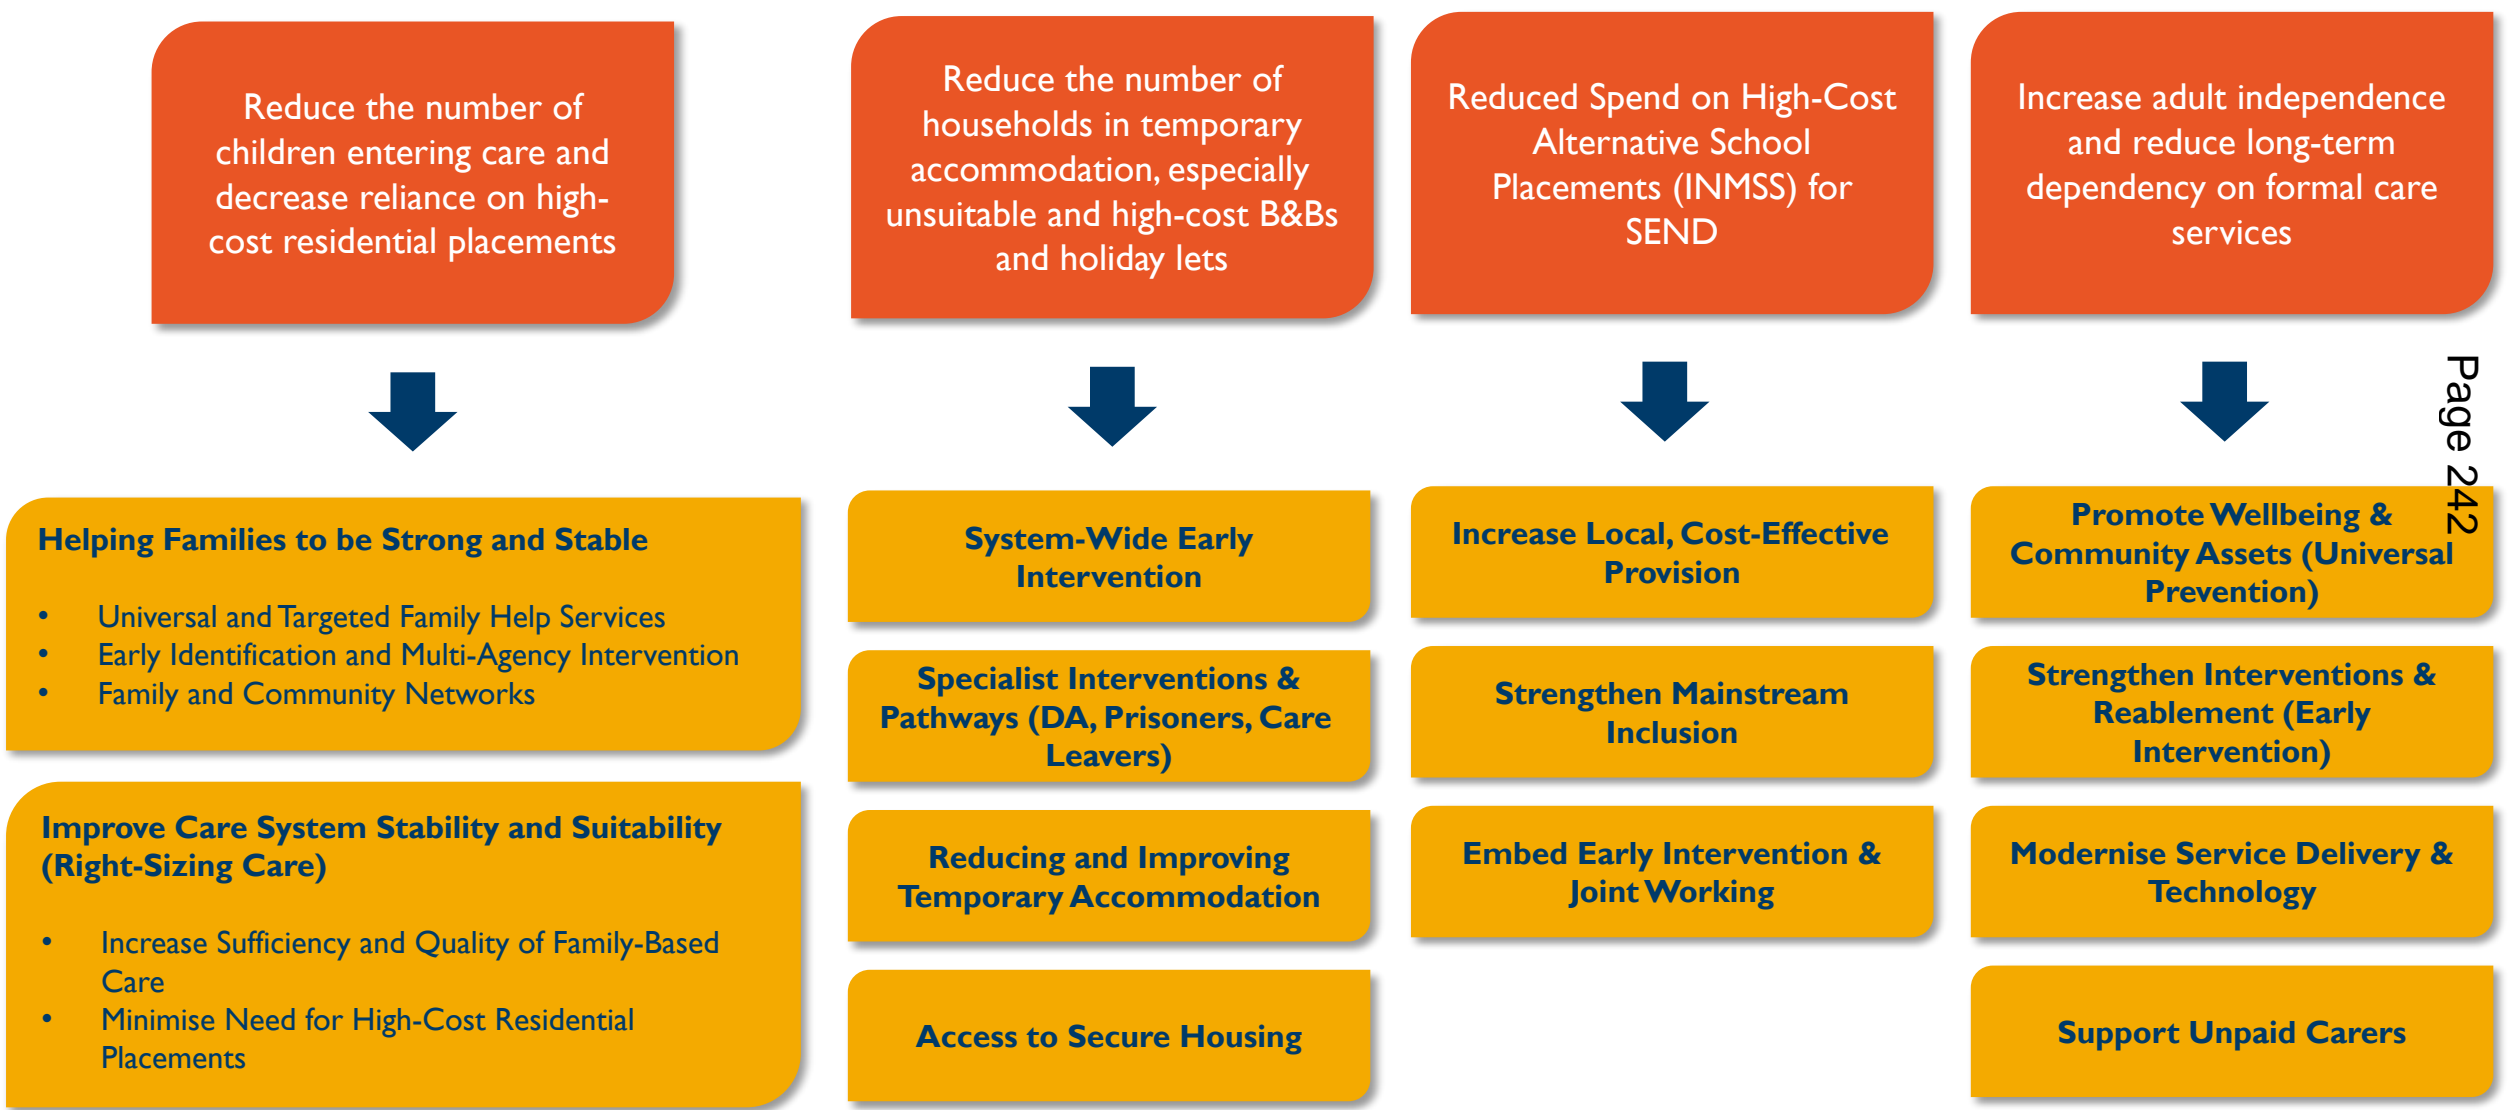 Reduce the number of
children entering care and
decrease reliance on high-
cost residential placements
Reduce the number of
households in temporary
accommodation, especially
unsuitable and high-cost B&Bs
and holiday lets
Reduced Spend on High-Cost
Alternative School
Placements (INMSS) for
SEND
Increase adult independence
and reduce long-term
dependency on formal care
services
Page 242
Helping Families to be Strong and Stable
• Universal and Targeted Family Help Services
• Early Identification and Multi-Agency Intervention
• Family and Community Networks
Improve Care System Stability and Suitability
(Right-Sizing Care)
• Increase Sufficiency and Quality of Family-Based
Care
• Minimise Need for High-Cost Residential
Placements
System-Wide Early
Intervention
Specialist Interventions &
Pathways (DA, Prisoners, Care
Leavers)
Reducing and Improving
Temporary Accommodation
Access to Secure Housing
Increase Local, Cost-Effective
Provision
Strengthen Mainstream
Inclusion
Embed Early Intervention &
Joint Working
Promote Wellbeing &
Community Assets (Universal
Prevention)
Strengthen Interventions &
Reablement (Early
Intervention)
Modernise Service Delivery &
Technology
Support Unpaid Carers